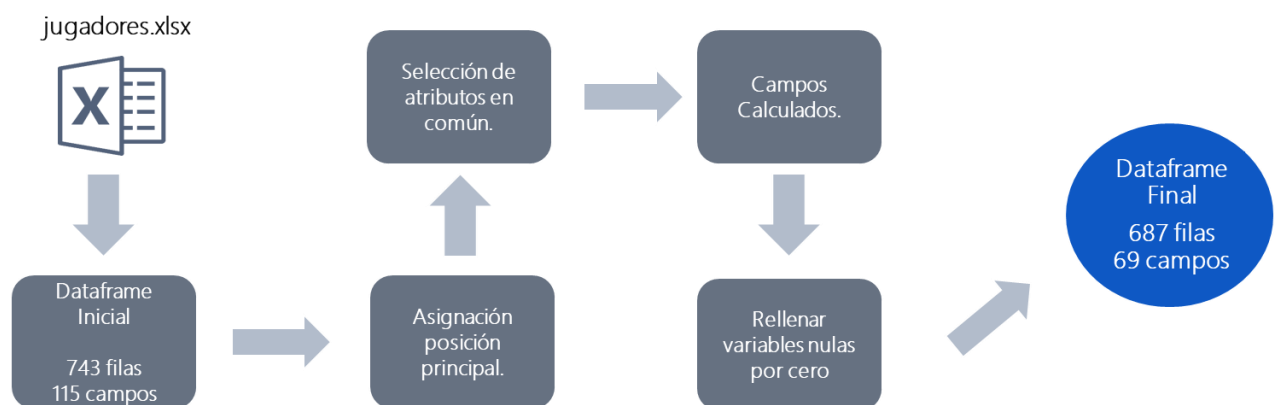 jugadores.xlsx
X
Dataframe
Inicial
743 filas
115 campos
Asignación
posición
principal.
Selección de
atributos en
común.
Campos
Calculados.
Rellenar
variables nulas
por cero
Dataframe
Final
687 filas
69 campos